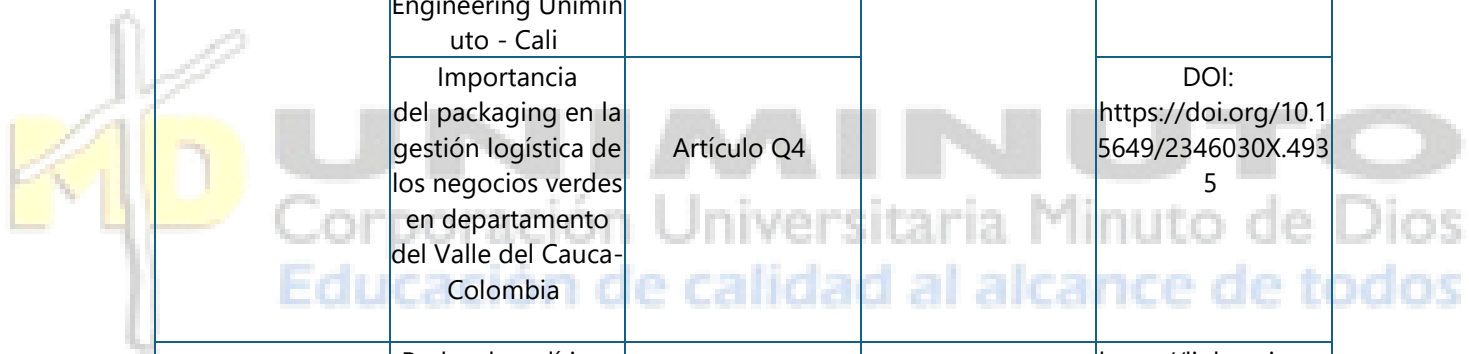 Engineering Unimin
uto - Cali
Importancia
del packaging en la
gestión logística de
los negocios verdes
en departamento
del Valle del Cauca-
Colombia
Artículo Q4
DOI:
https://doi.org/10.1
5649/2346030X.493
5
MD UNIMINUTO
Corporación Universitaria Minuto de Dios
Educación de calidad al alcance de todos